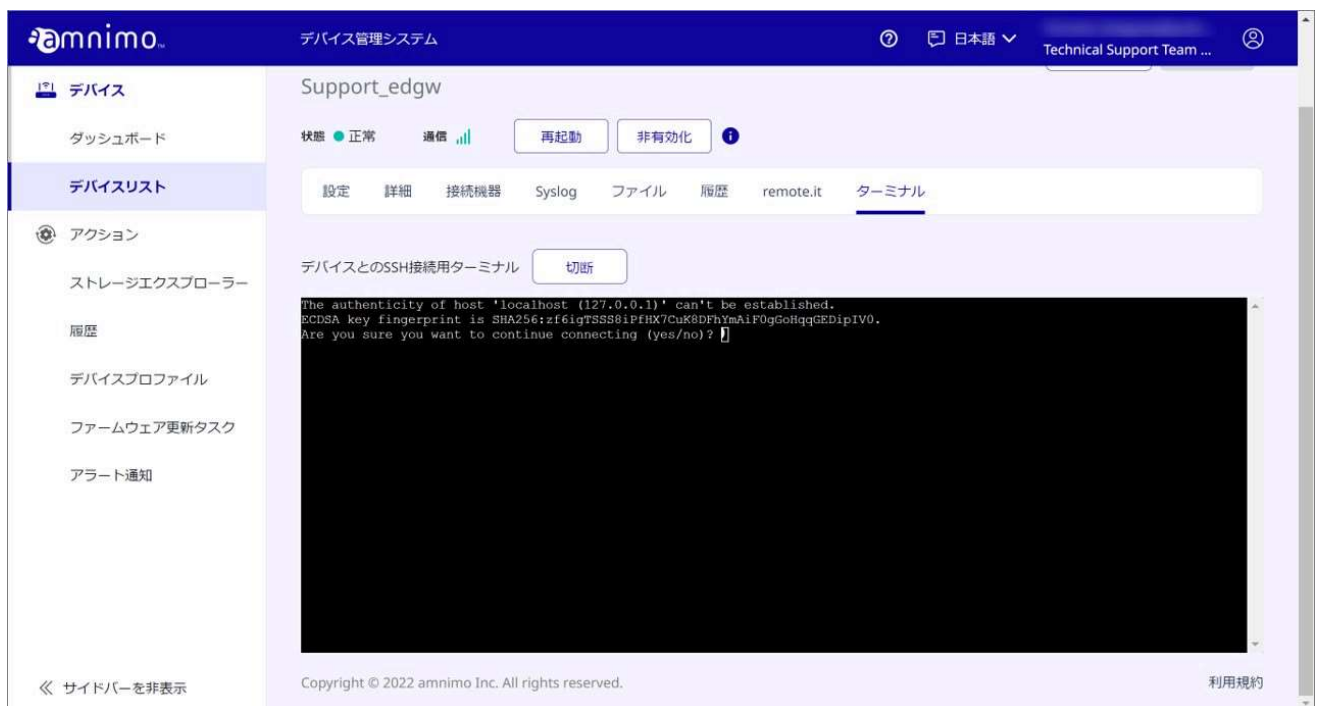 amnimo™
デバイス管理システム
日本語
Technical Support Team ...
デバイス
ダッシュボード
デバイスリスト
アクション
ストレージエクスプローラー
履歴
デバイスプロファイル
ファームウェア更新タスク
アラート通知
サイドバーを非表示
Support_edgw
状態 正常 通信 再起動 非有効化
設定 詳細 接続機器 Syslog ファイル 履歴 remote.it ターミナル
デバイスとのSSH接続用ターミナル 切断
The authenticity of host 'localhost (127.0.0.1)' can't be established.
ECDSA key fingerprint is SHA256:zf6igTSSS8iPfHX7CuK8DFhYmAiF0gGoHqqGEDipIV0.
Are you sure you want to continue connecting (yes/no)?
Copyright © 2022 amnimo Inc. All rights reserved.
利用規約